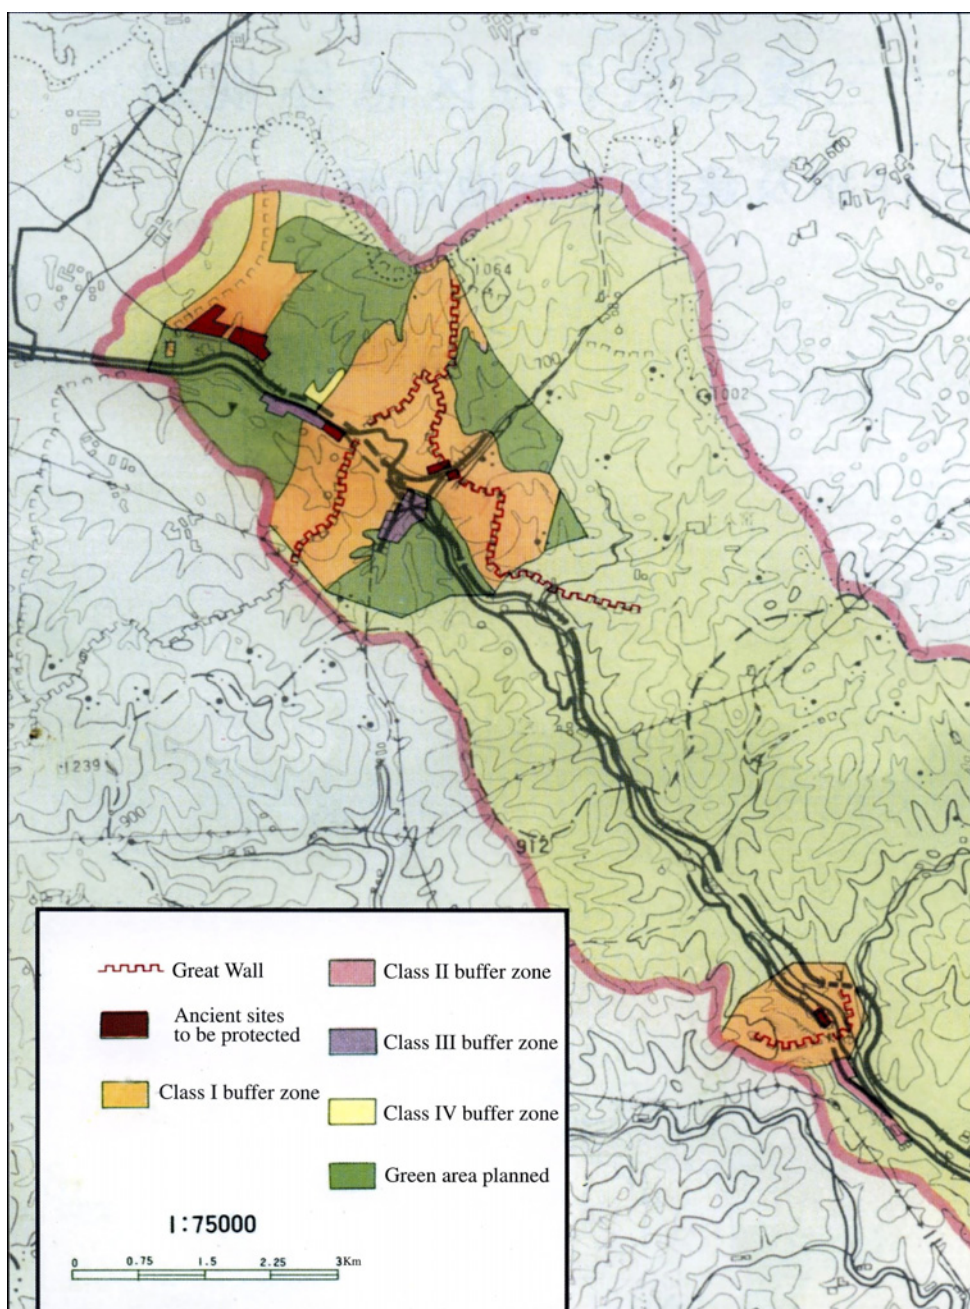 1064
700
1002
1239
900
912
Great Wall
Ancient sites
to be protected
Class I buffer zone
Class II buffer zone
Class III buffer zone
Class IV buffer zone
Green area planned
1:75000
0 0.75 1.5 2.25 3Km